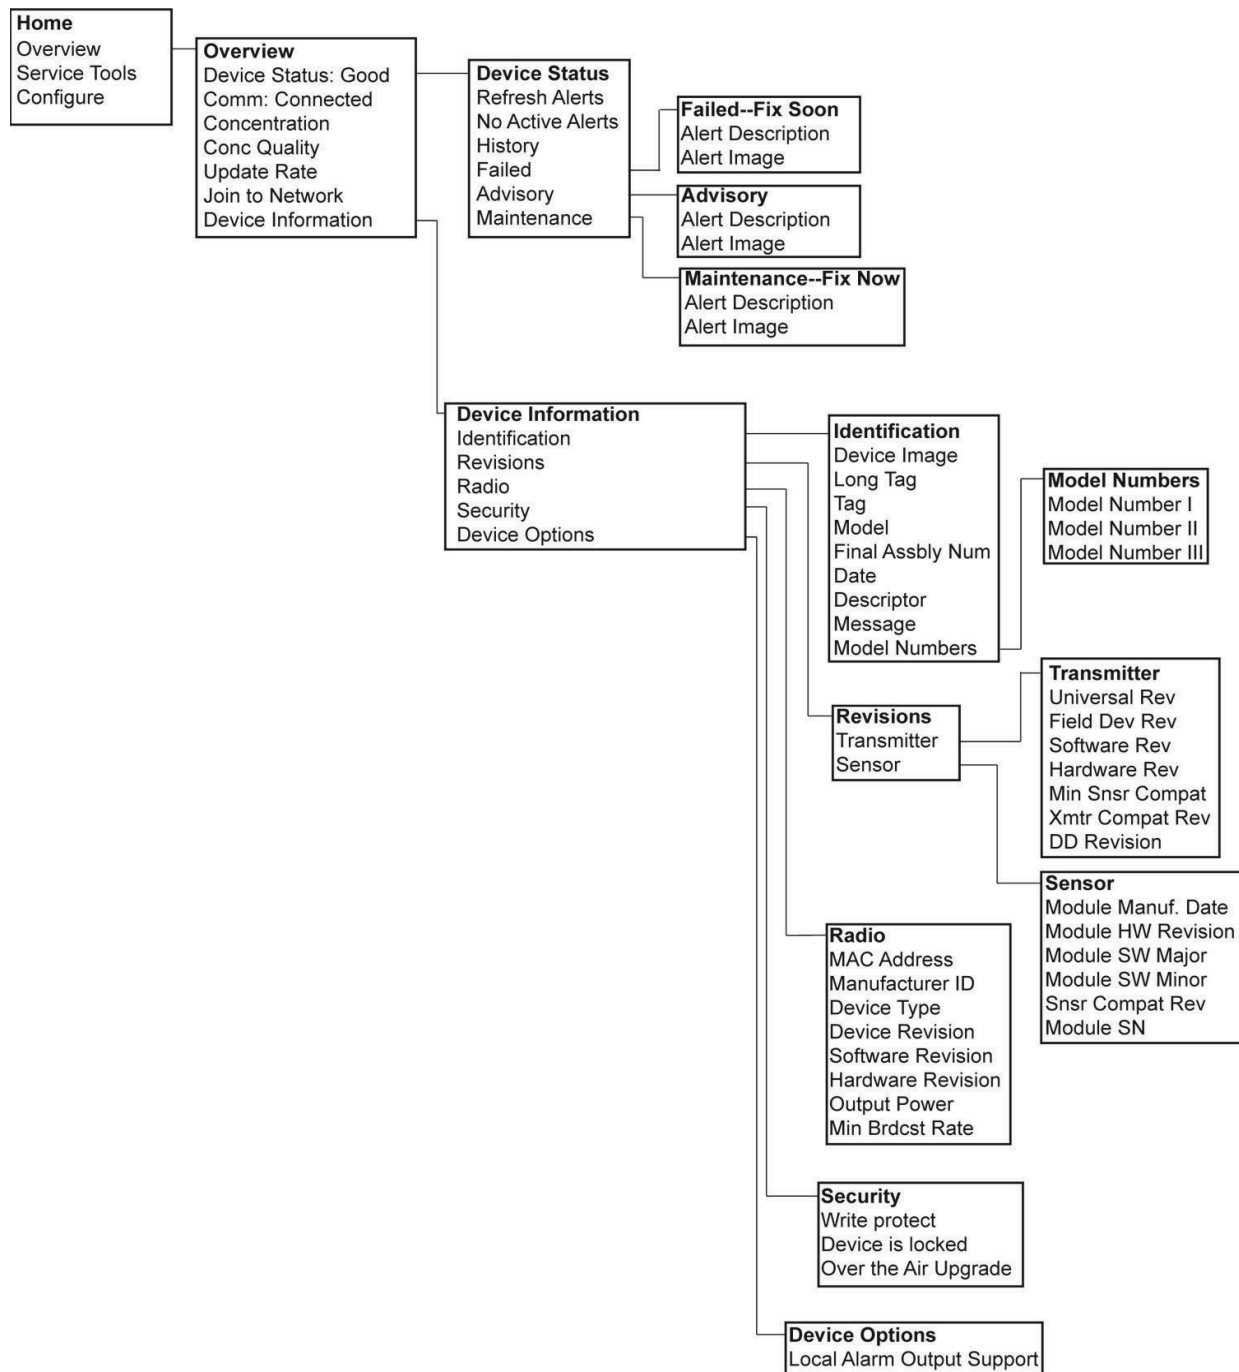 Home
Overview
Service Tools
Configure
Overview
Device Status: Good
Comm: Connected
Concentration
Conc Quality
Update Rate
Join to Network
Device Information
Device Status
Refresh Alerts
No Active Alerts
History
Failed
Advisory
Maintenance
Failed--Fix Soon
Alert Description
Alert Image
Advisory
Alert Description
Alert Image
Maintenance--Fix Now
Alert Description
Alert Image
Device Information
Identification
Revisions
Radio
Security
Device Options
Identification
Device Image
Long Tag
Tag
Model
Final Assbly Num
Date
Descriptor
Message
Model Numbers
Model Numbers
Model Number I
Model Number II
Model Number III
Revisions
Transmitter
Sensor
Transmitter
Universal Rev
Field Dev Rev
Software Rev
Hardware Rev
Min Snsr Compat
Xmtr Compat Rev
DD Revision
Sensor
Module Manuf. Date
Module HW Revision
Module SW Major
Module SW Minor
Snsr Compat Rev
Module SN
Radio
MAC Address
Manufacturer ID
Device Type
Device Revision
Software Revision
Hardware Revision
Output Power
Min Brdcst Rate
Security
Write protect
Device is locked
Over the Air Upgrade
Device Options
Local Alarm Output Support